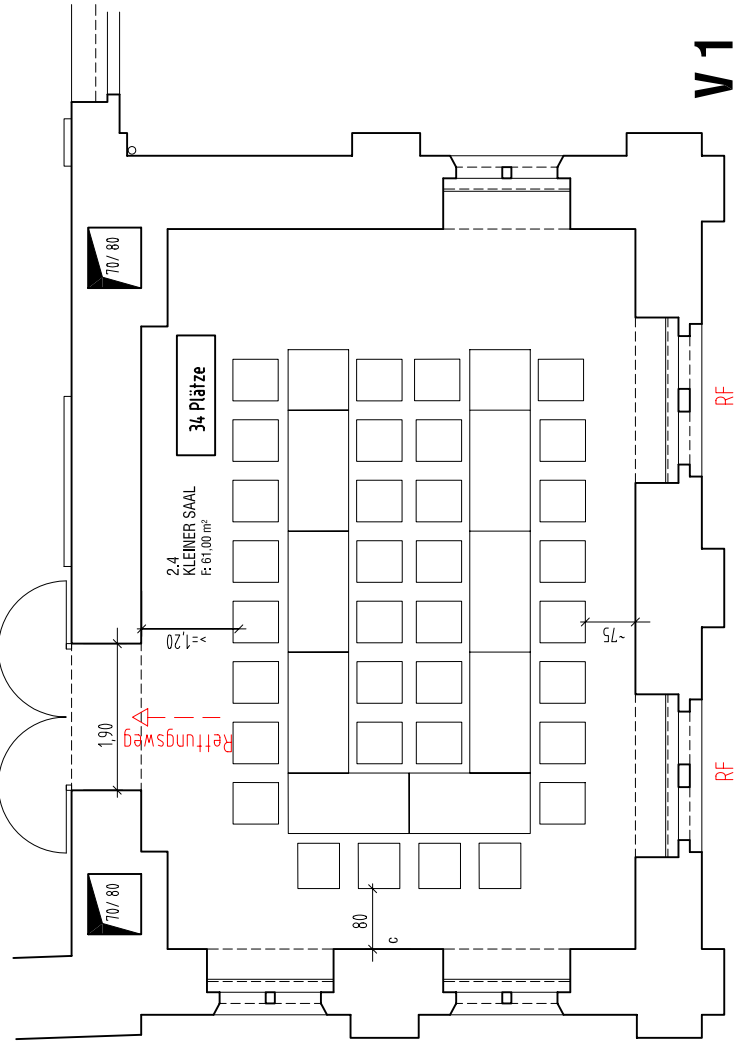 V 1
70/ 80
34 Plätze
2.4
KLEINER SAAL
F: 61,00 m²
>=1,20
1,90
Rettungsweg
~75
RF
RF
70/ 80
80
c